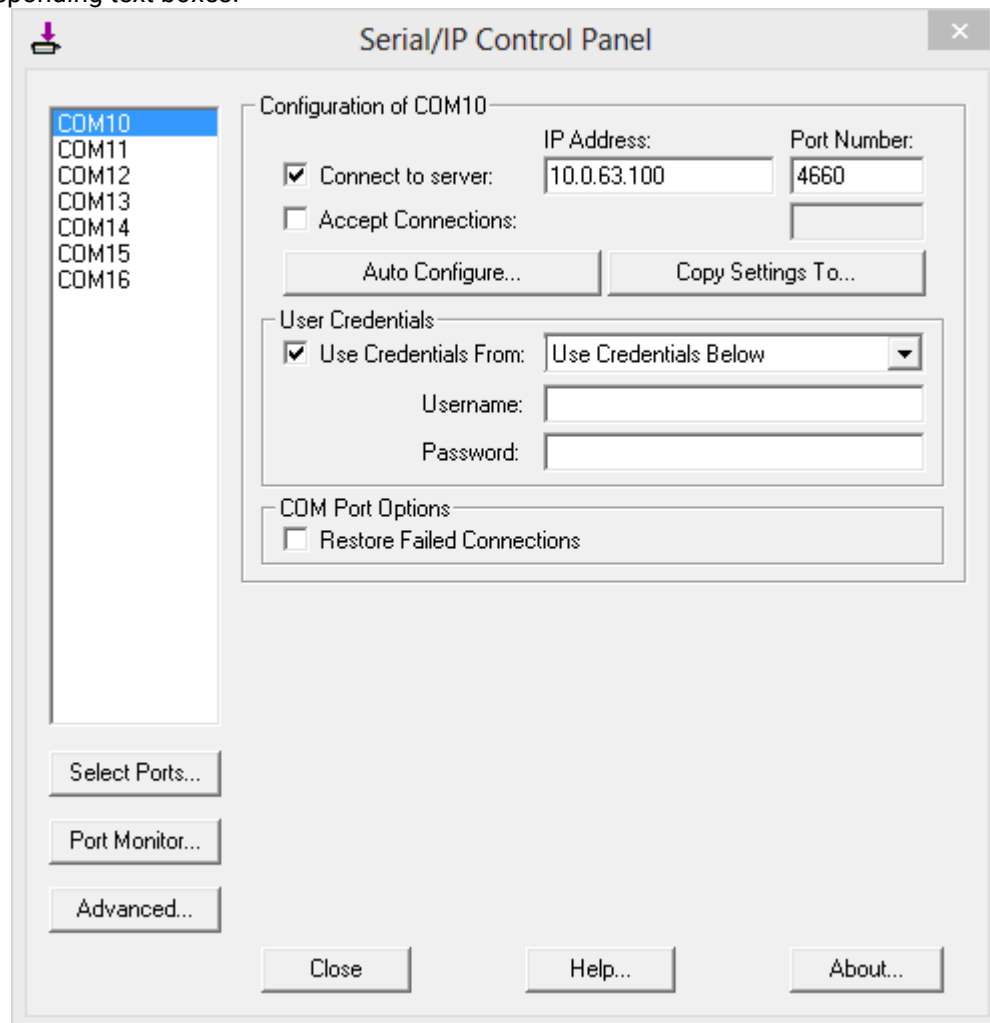 text boxes.
Serial/IP Control Panel
COM10
COM11
COM12
COM13
COM14
COM15
COM16
Configuration of COM10
IP Address: Port Number:
Connect to server: 10.0.63.100 4660
Accept Connections:
Auto Configure... Copy Settings To...
User Credentials
Use Credentials From: Use Credentials Below
Username:
Password:
COM Port Options
Restore Failed Connections
Select Ports...
Port Monitor...
Advanced...
Close Help... About...